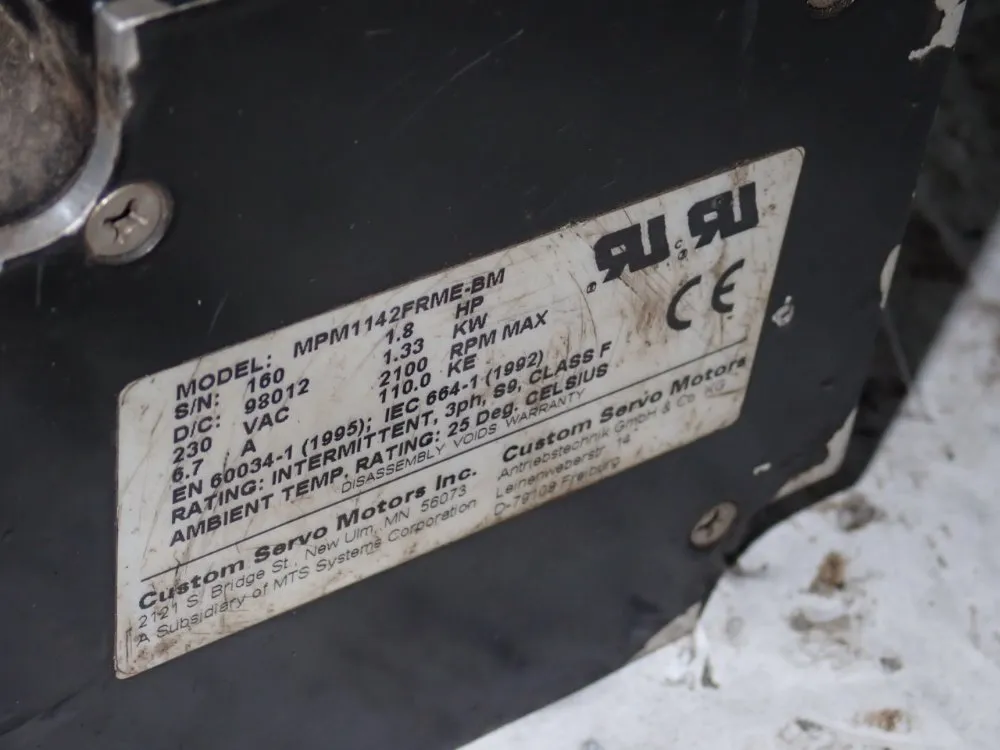 MODEL: MPM1142FRME-BM
S/N: 160 1.8 HP
D/C: 98012 1.33 KW
230 VAC 2100 RPM MAX
6.7 A 110.0 KE
EN 60034-1 (1995); IEC 664-1 (1992)
RATING: INTERMITTENT, 3ph, S9, CLASS F
AMBIENT TEMP. RATING: 25 Deg. CELSIUS
DISASSEMBLY VOIDS WARRANTY
Custom Servo Motors Inc.
2121 S. Bridge St., New Ulm, MN 56073
A Subsidiary of MTS Systems Corporation
Custom Servo Motors
Antriebstechnik GmbH & Co. KG
Leinenweberstr. 14
D-79108 Freiburg
c RU RU
CE